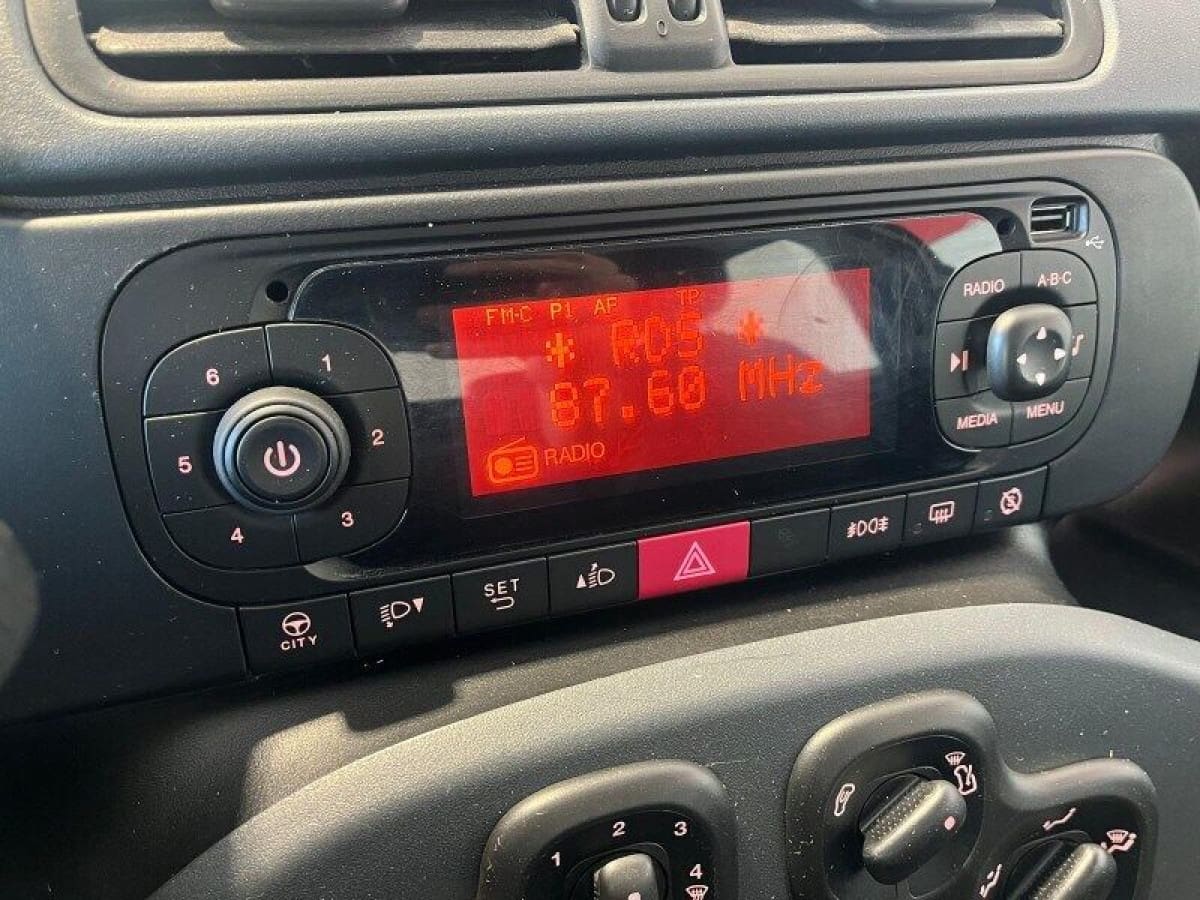 FM-C P1 AF TP
* RDS *
87.60 MHz
RADIO
6 1
5 2
4 3
RADIO A-B-C
MEDIA MENU
CITY
SET
1 2 3 4
0